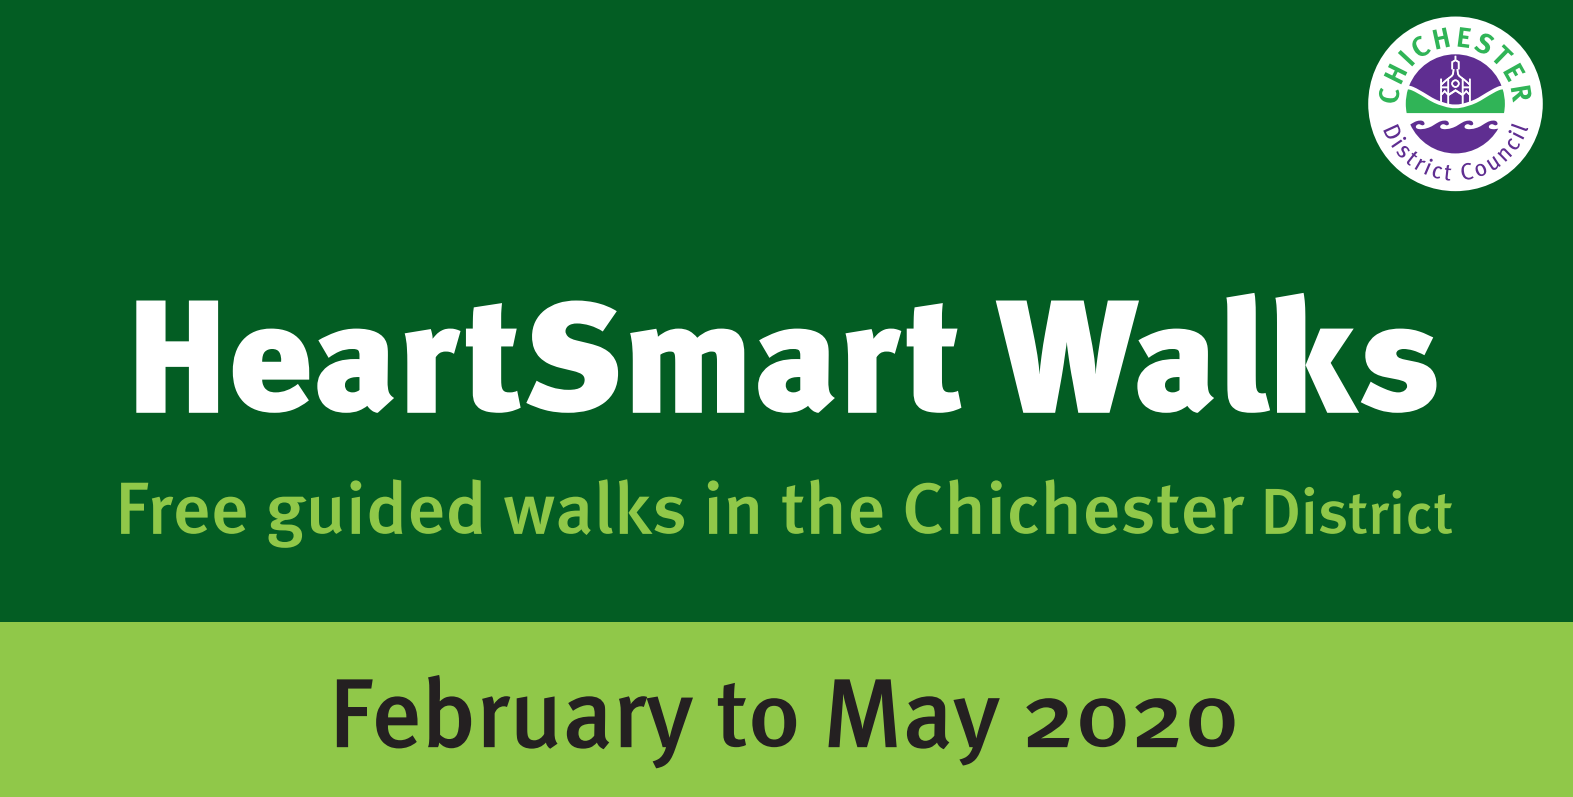 CHICHESTER
District Council
HeartSmart Walks
Free guided walks in the Chichester District
February to May 2020